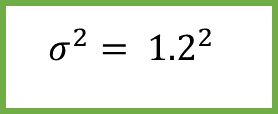 σ² = 1.2²